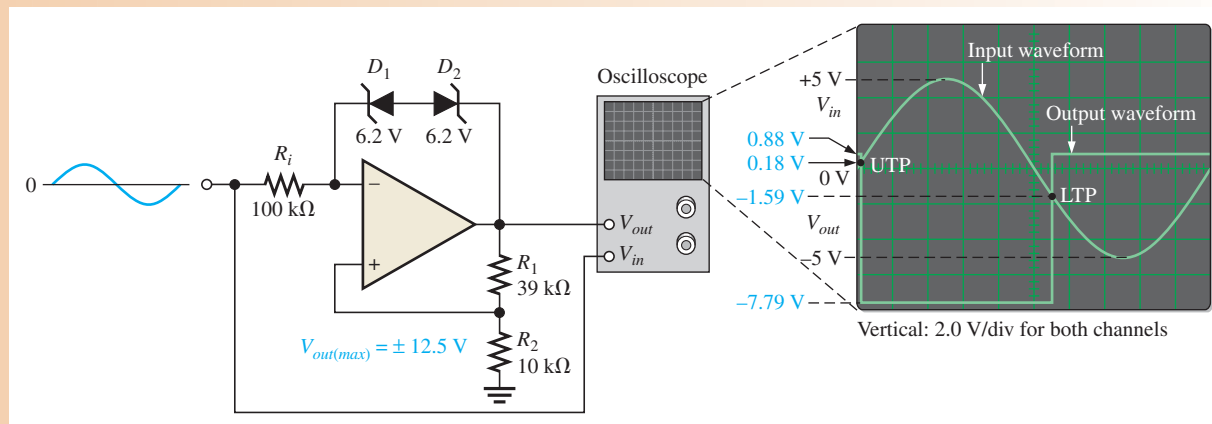 D1
D2
6.2 V
6.2 V
Ri
100 kΩ
0
−
+
Vout(max) = ± 12.5 V
R1
39 kΩ
R2
10 kΩ
Oscilloscope
Vout
Vin
Input waveform
+5 V
Vin
Output waveform
0.88 V
0.18 V
UTP
0 V
–1.59 V
LTP
Vout
–5 V
–7.79 V
Vertical: 2.0 V/div for both channels